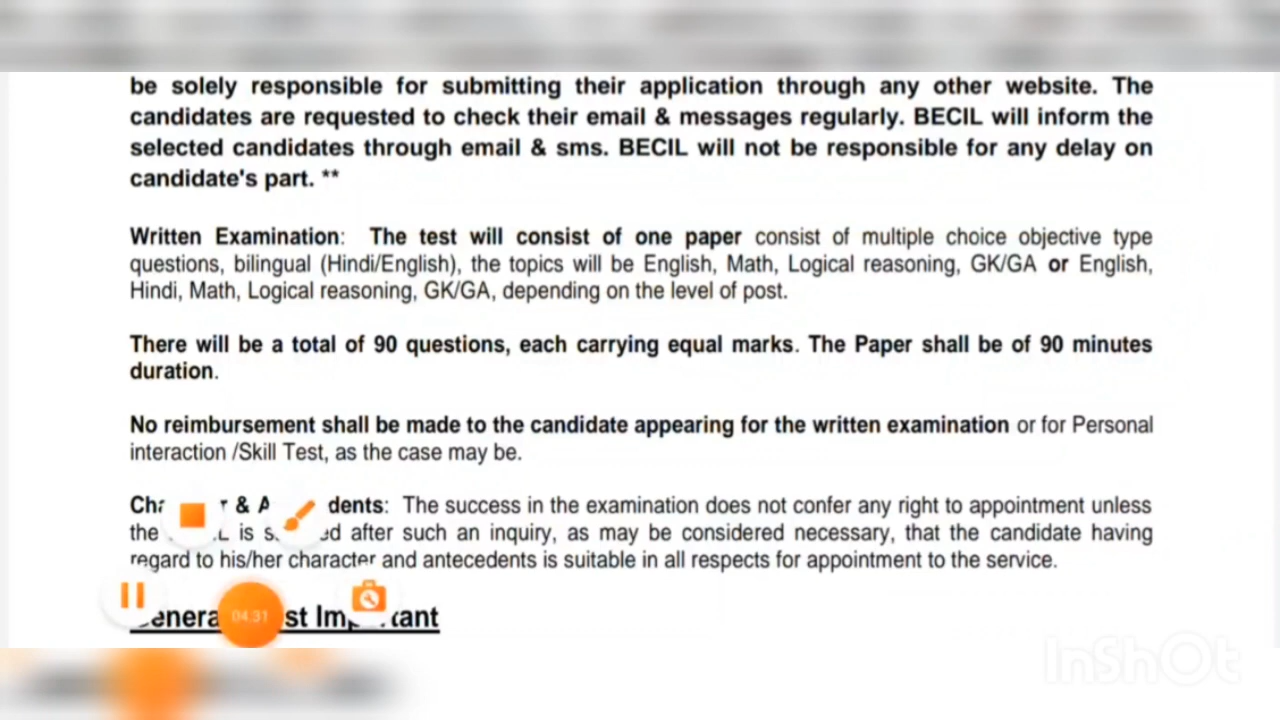 be solely responsible for submitting their application through any other website. The
candidates are requested to check their email & messages regularly. BECIL will inform the
selected candidates through email & sms. BECIL will not be responsible for any delay on
candidate's part. **
Written Examination: The test will consist of one paper consist of multiple choice objective type
questions, bilingual (Hindi/English), the topics will be English, Math, Logical reasoning, GK/GA or English,
Hindi, Math, Logical reasoning, GK/GA, depending on the level of post.
There will be a total of 90 questions, each carrying equal marks. The Paper shall be of 90 minutes
duration.
No reimbursement shall be made to the candidate appearing for the written examination or for Personal
interaction /Skill Test, as the case may be.
& dents: The success in the examination does not confer any right to appointment unless
the is after such an inquiry, as may be considered necessary, that the candidate having
regard to his/her character and antecedents is suitable in all respects for appointment to the service.
04:31
InShOt